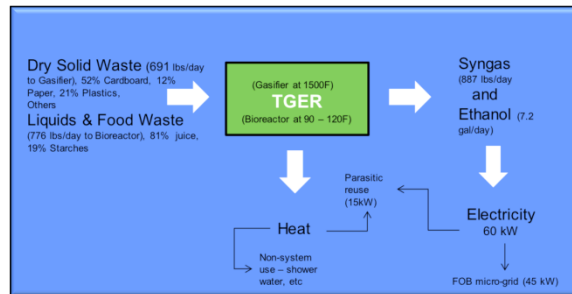 Dry Solid Waste (691 lbs/day
to Gasifier), 52% Cardboard, 12%
Paper, 21% Plastics,
Others
Liquids & Food Waste
(776 lbs/day to Bioreactor), 81% juice,
19% Starches
(Gasifier at 1500F)
TGER
(Bioreactor at 90 – 120F)
Syngas
(887 lbs/day
and
Ethanol (7.2
gal/day)
Parasitic
reuse
(15kW)
Heat
Non-system
use – shower
water, etc
Electricity
60 kW
FOB micro-grid (45 kW)